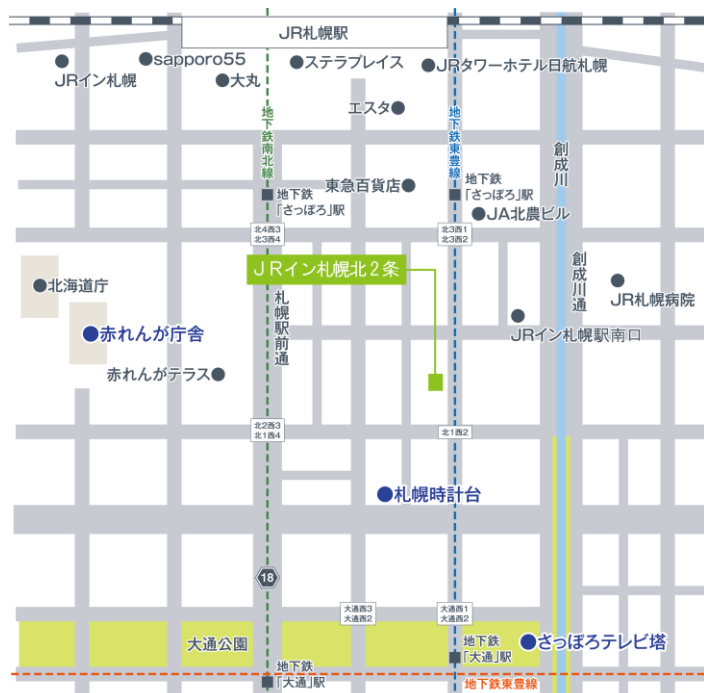 JR札幌駅
sapporo55
ステラプレイス
JRタワーホテル日航札幌
JRイン札幌
大丸
エスタ
地下鉄南北線
地下鉄東豊線
創成川
東急百貨店
地下鉄
「さっぽろ」駅
地下鉄
「さっぽろ」駅
JA北農ビル
北4西3
北3西4
北3西1
北3西2
創成川通
JRイン札幌北2条
北海道庁
札幌駅前通
JR札幌病院
赤れんが庁舎
JRイン札幌駅南口
赤れんがテラス
北2西3
北1西4
北1西2
札幌時計台
18
大通西3
大通西2
大通西1
大通西2
大通公園
地下鉄
「大通」駅
さっぽろテレビ塔
地下鉄
「大通」駅
地下鉄東豊線